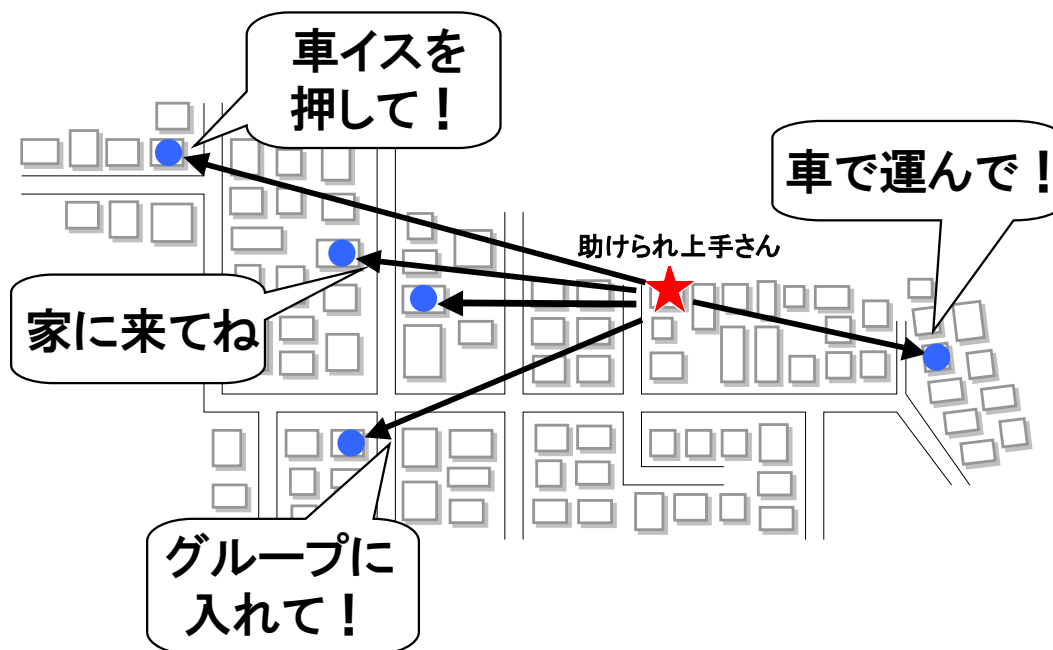 車イスを
押して！
車で運んで！
助けられ上手さん
家に来てね
グループに
入れて！